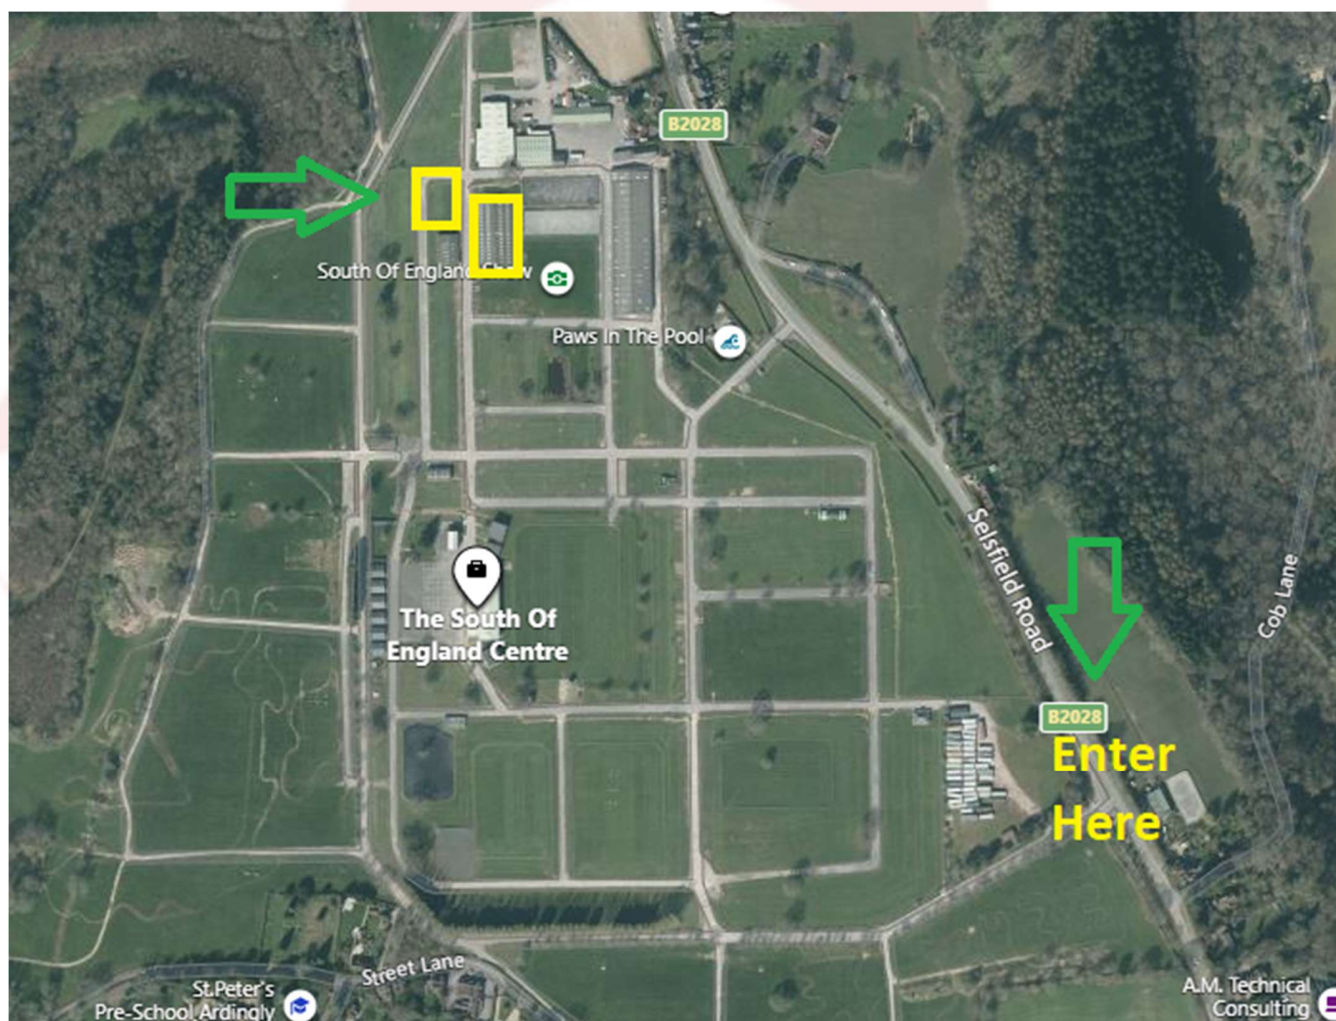 B2028
South Of England Show
Paws In The Pool
Selsfield Road
Cob Lane
The South Of
England Centre
B2028
Enter
Here
Street Lane
St.Peter's
Pre-School Ardingly
A.M. Technical
Consulting